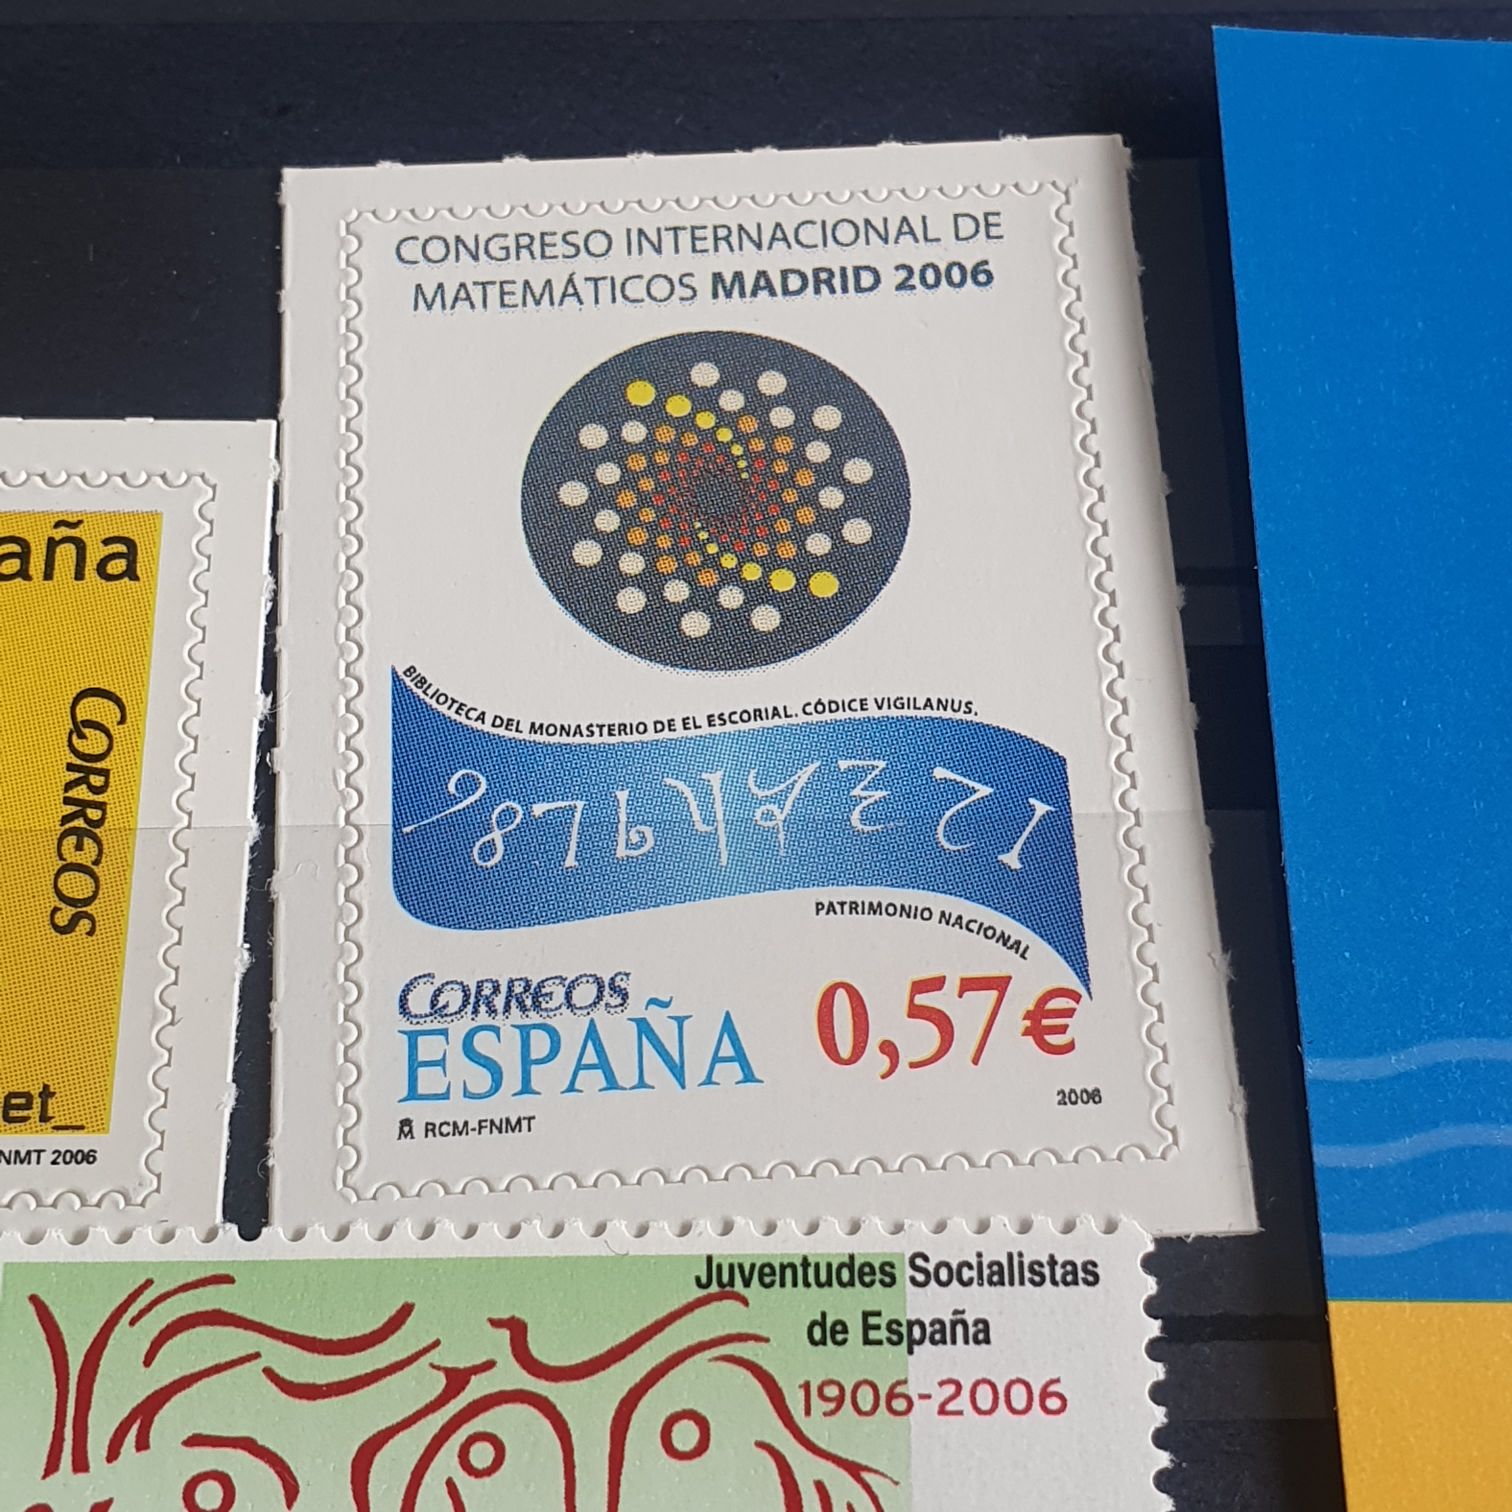 CONGRESO INTERNACIONAL DE
MATEMÁTICOS MADRID 2006
BIBLIOTECA DEL MONASTERIO DE EL ESCORIAL. CÓDICE VIGILANUS.
PATRIMONIO NACIONAL
CORREOS
ESPAÑA
0,57€
2006
RCM-FNMT
aña
CORREOS
et_
NMT 2006
Juventudes Socialistas
de España
1906-2006